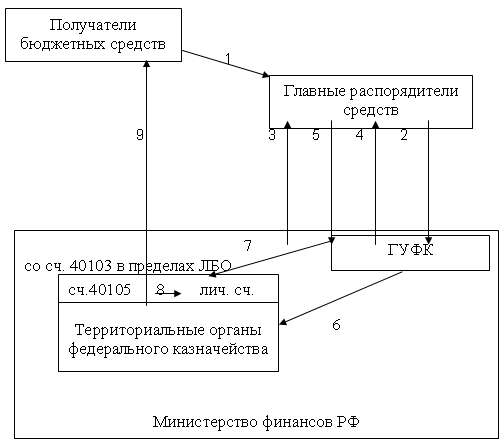 Получатели
бюджетных средств
1
Главные распорядители
средств
9
3
5
4
2
7
ГУФК
со сч. 40103 в пределах ЛБО
сч.40105
8
лич. сч.
6
Территориальные органы
федерального казначейства
Министерство финансов РФ